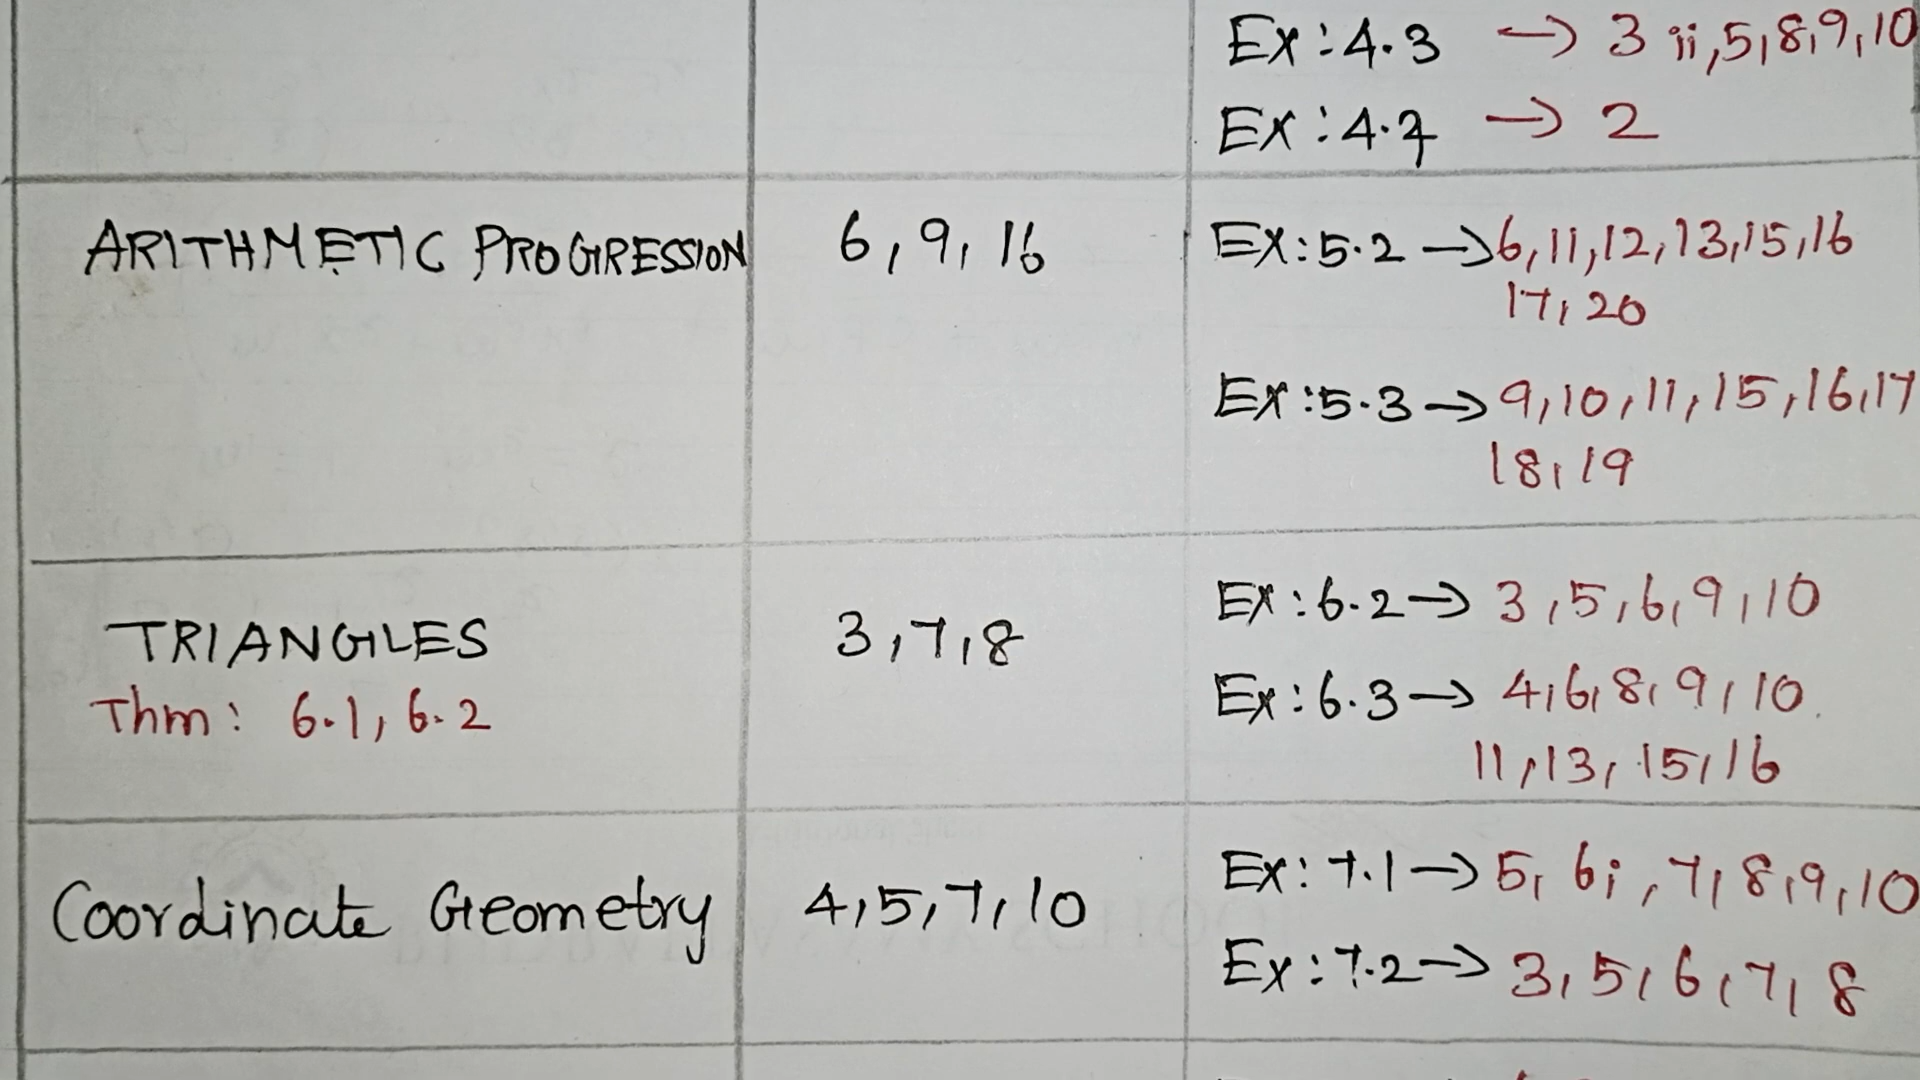 Ex : 4.3 → 3 ii, 5, 8, 9, 10
Ex : 4.7 → 2
ARITHMETIC PROGRESSION 6, 9, 16 Ex: 5.2 → 6, 11, 12, 13, 15, 16
17, 20
Ex : 5.3 → 9, 10, 11, 15, 16, 17
18, 19
TRIANGLES 3, 7, 8 Ex : 6.2 → 3, 5, 6, 9, 10
Thm : 6.1, 6.2 Ex : 6.3 → 4, 6, 8, 9, 10
11, 13, 15, 16
Coordinate Geometry 4, 5, 7, 10 Ex: 7.1 → 5, 6i, 7, 8, 9, 10
Ex : 7.2 → 3, 5, 6, 7, 8